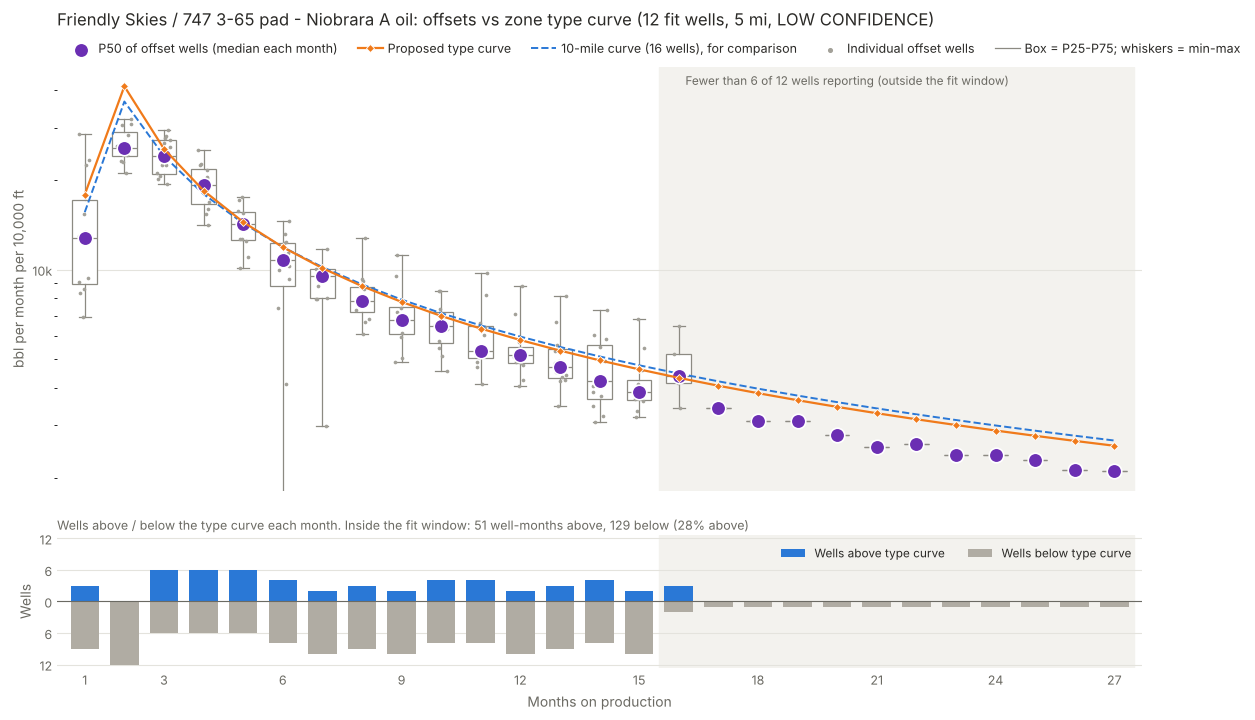 Friendly Skies / 747 3-65 pad - Niobrara A oil: offsets vs zone type curve (12 fit wells, 5 mi, LOW CONFIDENCE)
P50 of offset wells (median each month) Proposed type curve 10-mile curve (16 wells), for comparison Individual offset wells Box = P25-P75; whiskers = min-max
Fewer than 6 of 12 wells reporting (outside the fit window)
bbl per month per 10,000 ft
10k
Wells above / below the type curve each month. Inside the fit window: 51 well-months above, 129 below (28% above)
Wells above type curve Wells below type curve
Wells
12
6
0
6
12
1 3 6 9 12 15 18 21 24 27
Months on production